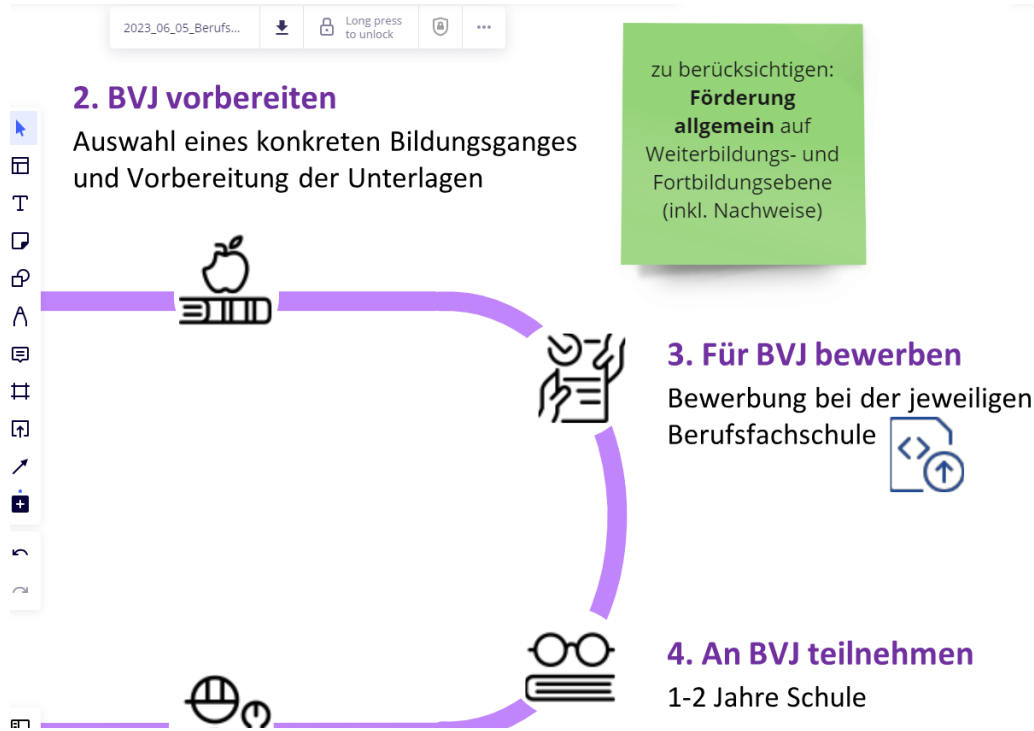 2023_06_05_Berufs...
Long press
to unlock
2. BVJ vorbereiten
Auswahl eines konkreten Bildungsganges
und Vorbereitung der Unterlagen
zu berücksichtigen:
Förderung
allgemein auf
Weiterbildungs- und
Fortbildungsebene
(inkl. Nachweise)
3. Für BVJ bewerben
Bewerbung bei der jeweiligen
Berufsfachschule
4. An BVJ teilnehmen
1-2 Jahre Schule